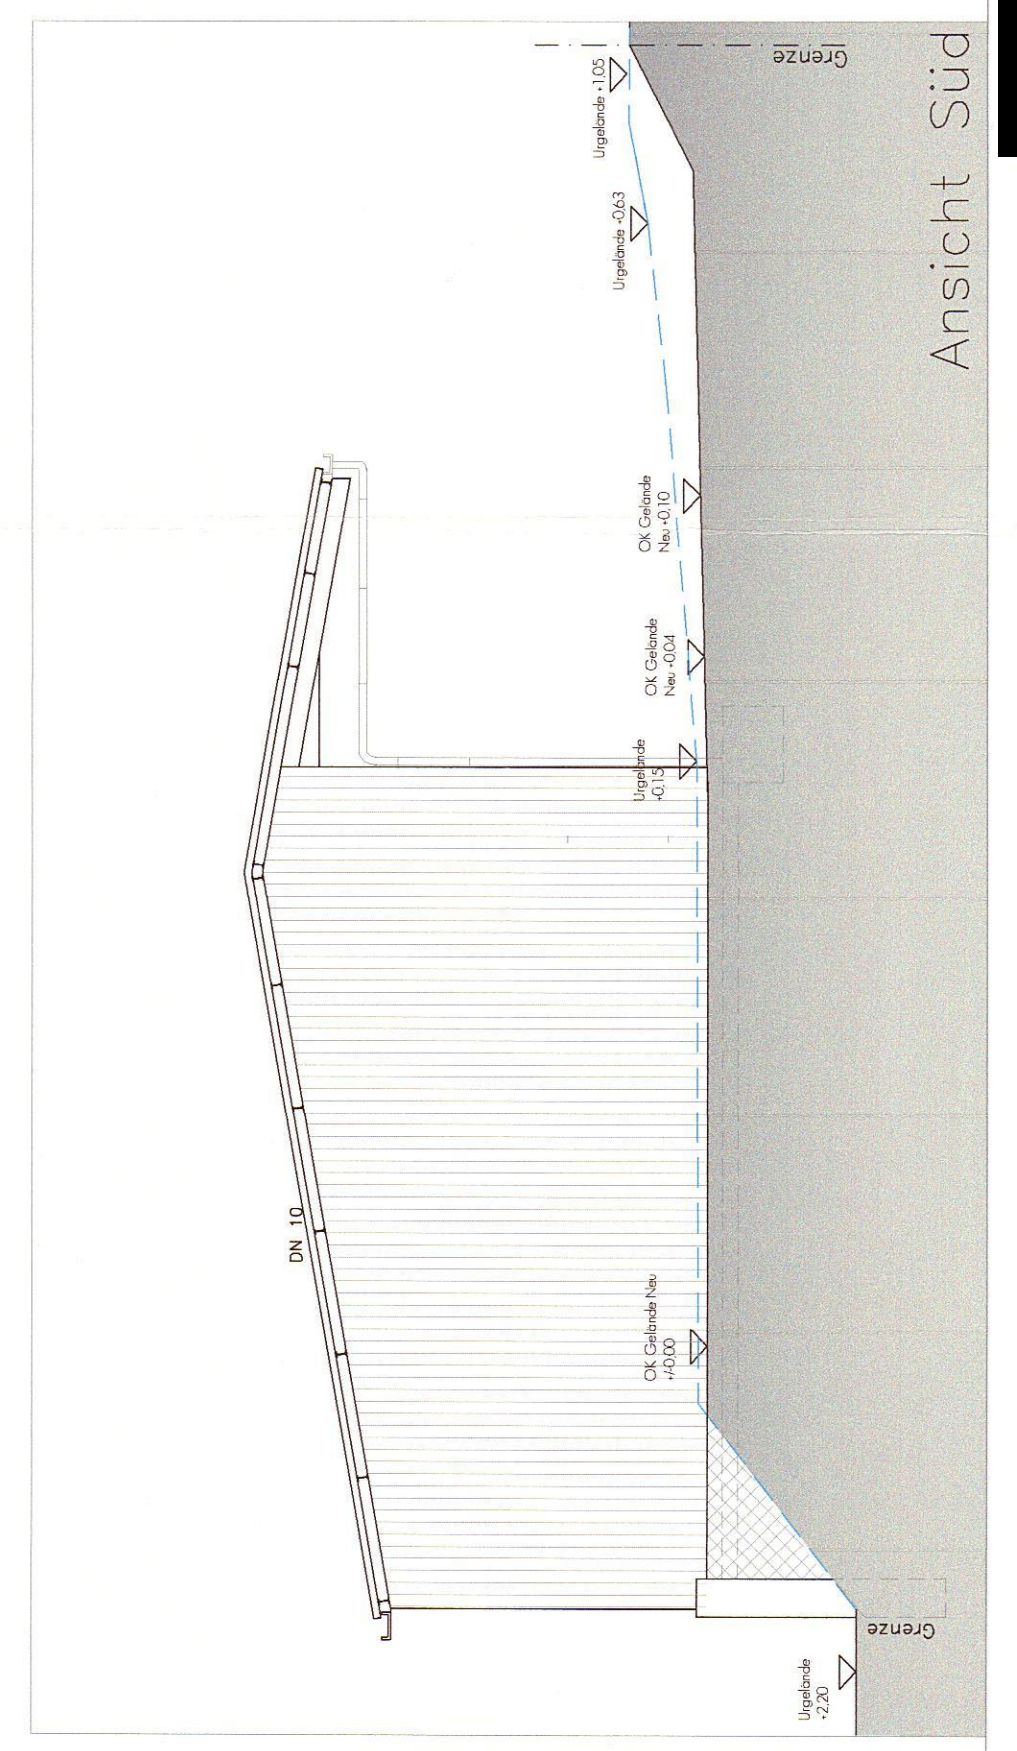 Ansicht Süd
Grenze
Urgelände +1,05
Urgelände +0,63
OK Gelände
Neu +0,10
OK Gelände
Neu +0,04
Urgelände
+0,15
DN 10
OK Gelände Neu
+/-0,00
Grenze
Urgelände
-2,20